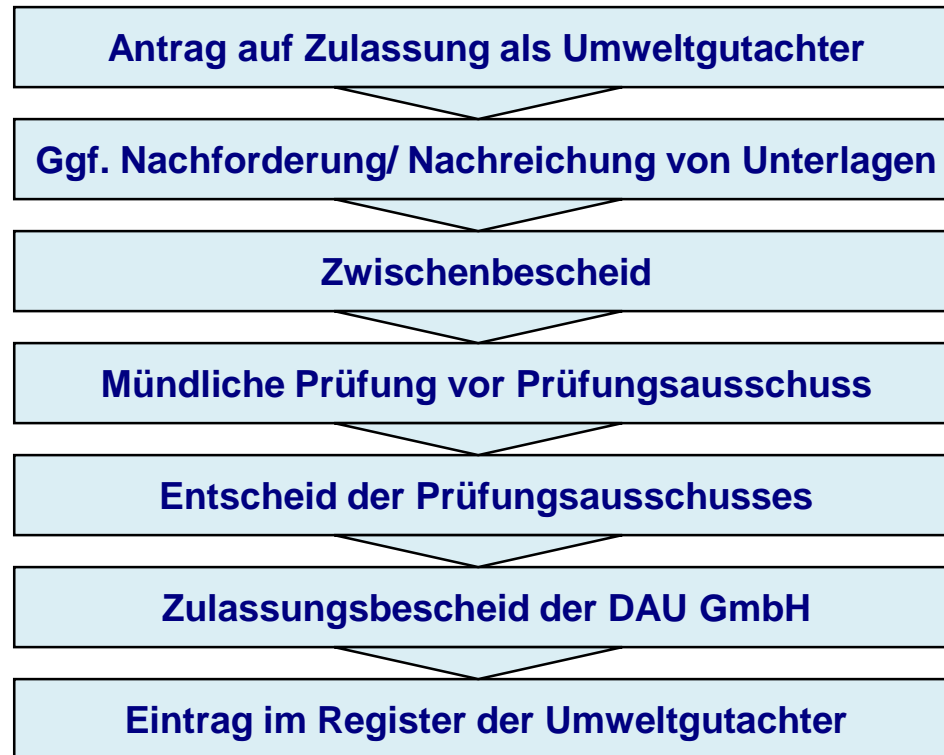 Antrag auf Zulassung als Umweltgutachter
Ggf. Nachforderung/ Nachreichung von Unterlagen
Zwischenbescheid
Mündliche Prüfung vor Prüfungsausschuss
Entscheid der Prüfungsausschusses
Zulassungsbescheid der DAU GmbH
Eintrag im Register der Umweltgutachter